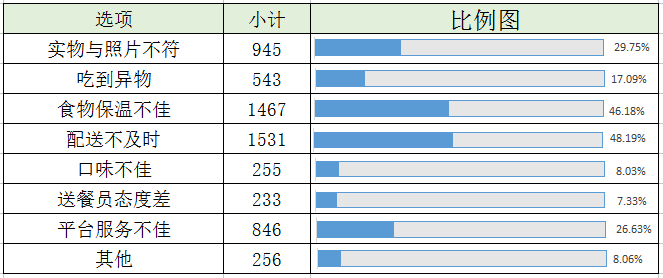 选项 小计 比例图
实物与照片不符 945 29.75%
吃到异物 543 17.09%
食物保温不佳 1467 46.18%
配送不及时 1531 48.19%
口味不佳 255 8.03%
送餐员态度差 233 7.33%
平台服务不佳 846 26.63%
其他 256 8.06%